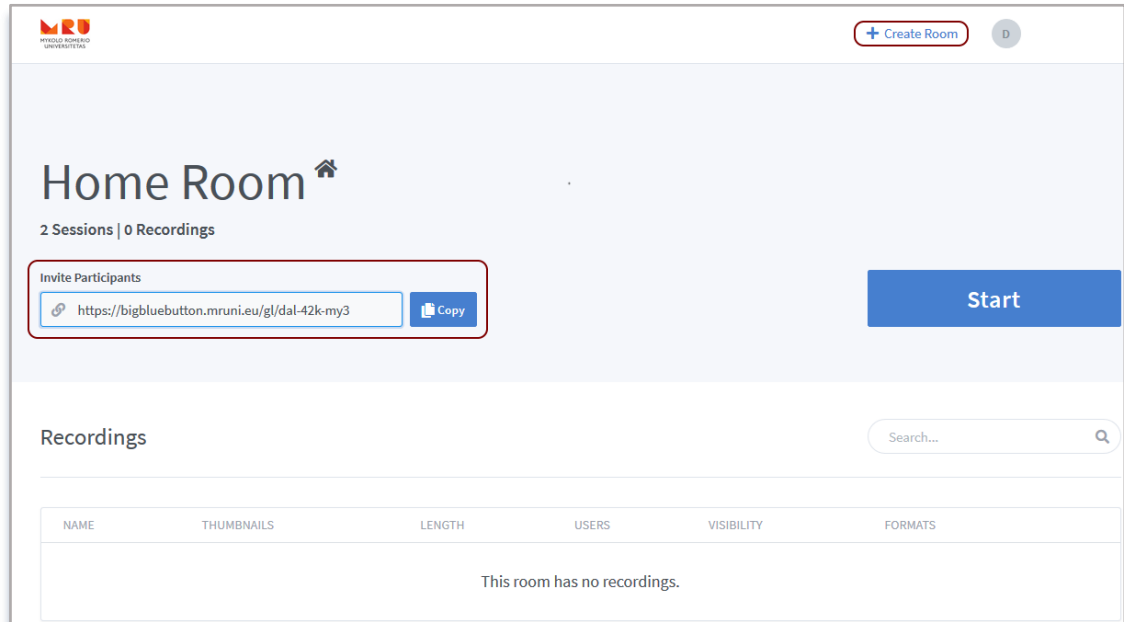 MRU
MYKOLO ROMERIO
UNIVERSITETAS
Create Room
D
Home Room
2 Sessions | 0 Recordings
Invite Participants
https://bigbluebutton.mruni.eu/gl/dal-42k-my3
Copy
Start
Recordings
Search...
NAME THUMBNAILS LENGTH USERS VISIBILITY FORMATS
This room has no recordings.